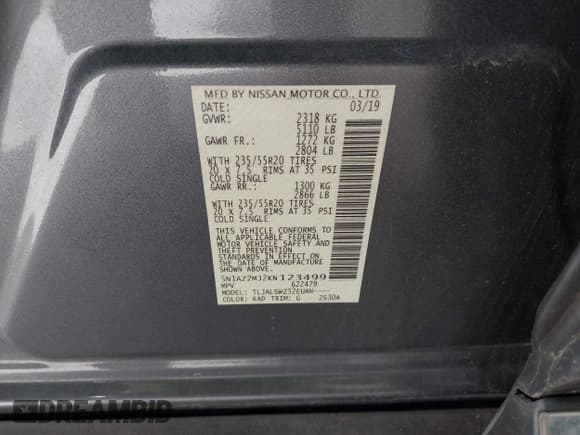 MFD BY NISSAN MOTOR CO., LTD.
DATE: 03/19
GVWR: 2318 KG
5110 LB
GAWR FR.: 1272 KG
2804 LB
WITH 235/55R20 TIRES
20 x 7.5 RIMS AT 35 PSI
COLD SINGLE
GAWR RR.: 1300 KG
2866 LB
WITH 235/55R20 TIRES
20 x 7.5 RIMS AT 35 PSI
COLD SINGLE
THIS VEHICLE CONFORMS TO
ALL APPLICABLE FEDERAL
MOTOR VEHICLE SAFETY AND
THEFT PREVENTION
STANDARDS IN EFFECT ON
THE DATE OF MANUFACTURE
SHOWN ABOVE.
5N1AZ2MJ2KN123499
MPV 622479
MODEL: TLJALSWZ52EUAN----
COLOR: KAD TRIM: G 2530A
DREAMBID